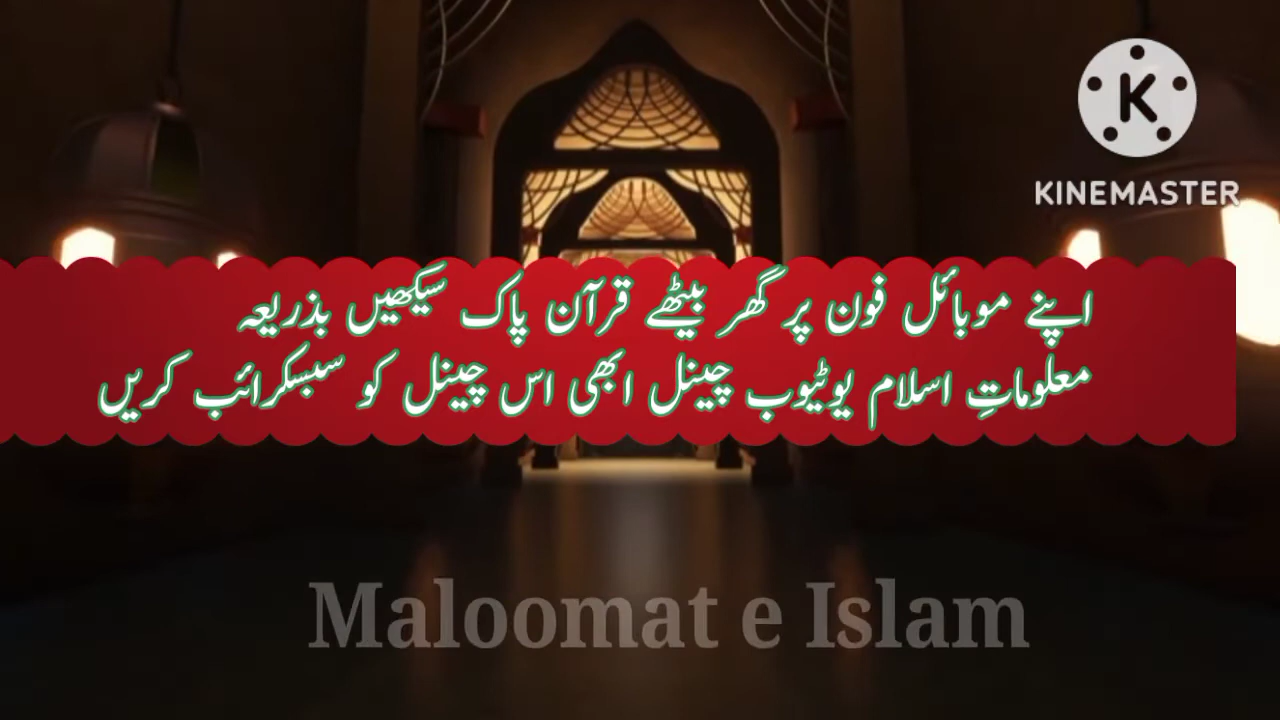 K
KINEMASTER
اپنے موبائل فون پر گھر بیٹھے قرآن پاک سیکھیں بذریعہ
معلوماتِ اسلام یوٹیوب چینل ابھی اس چینل کو سبسکرائب کریں
Maloomat e Islam